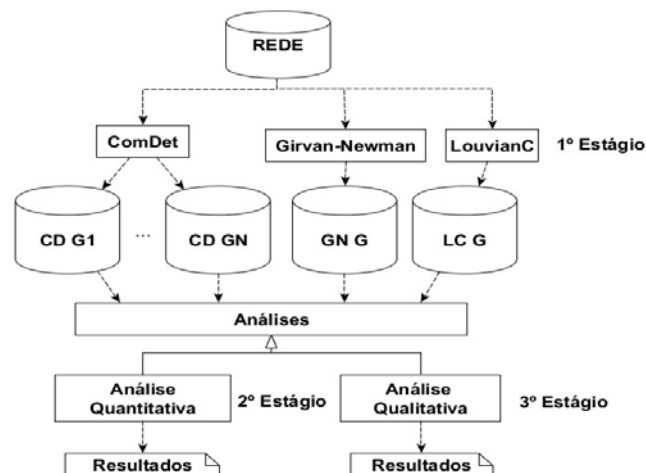 REDE
ComDet
Girvan-Newman
LouvianC
1º Estágio
CD G1
...
CD GN
GN G
LC G
Análises
Análise
Quantitativa
2º Estágio
Análise
Qualitativa
3º Estágio
Resultados
Resultados